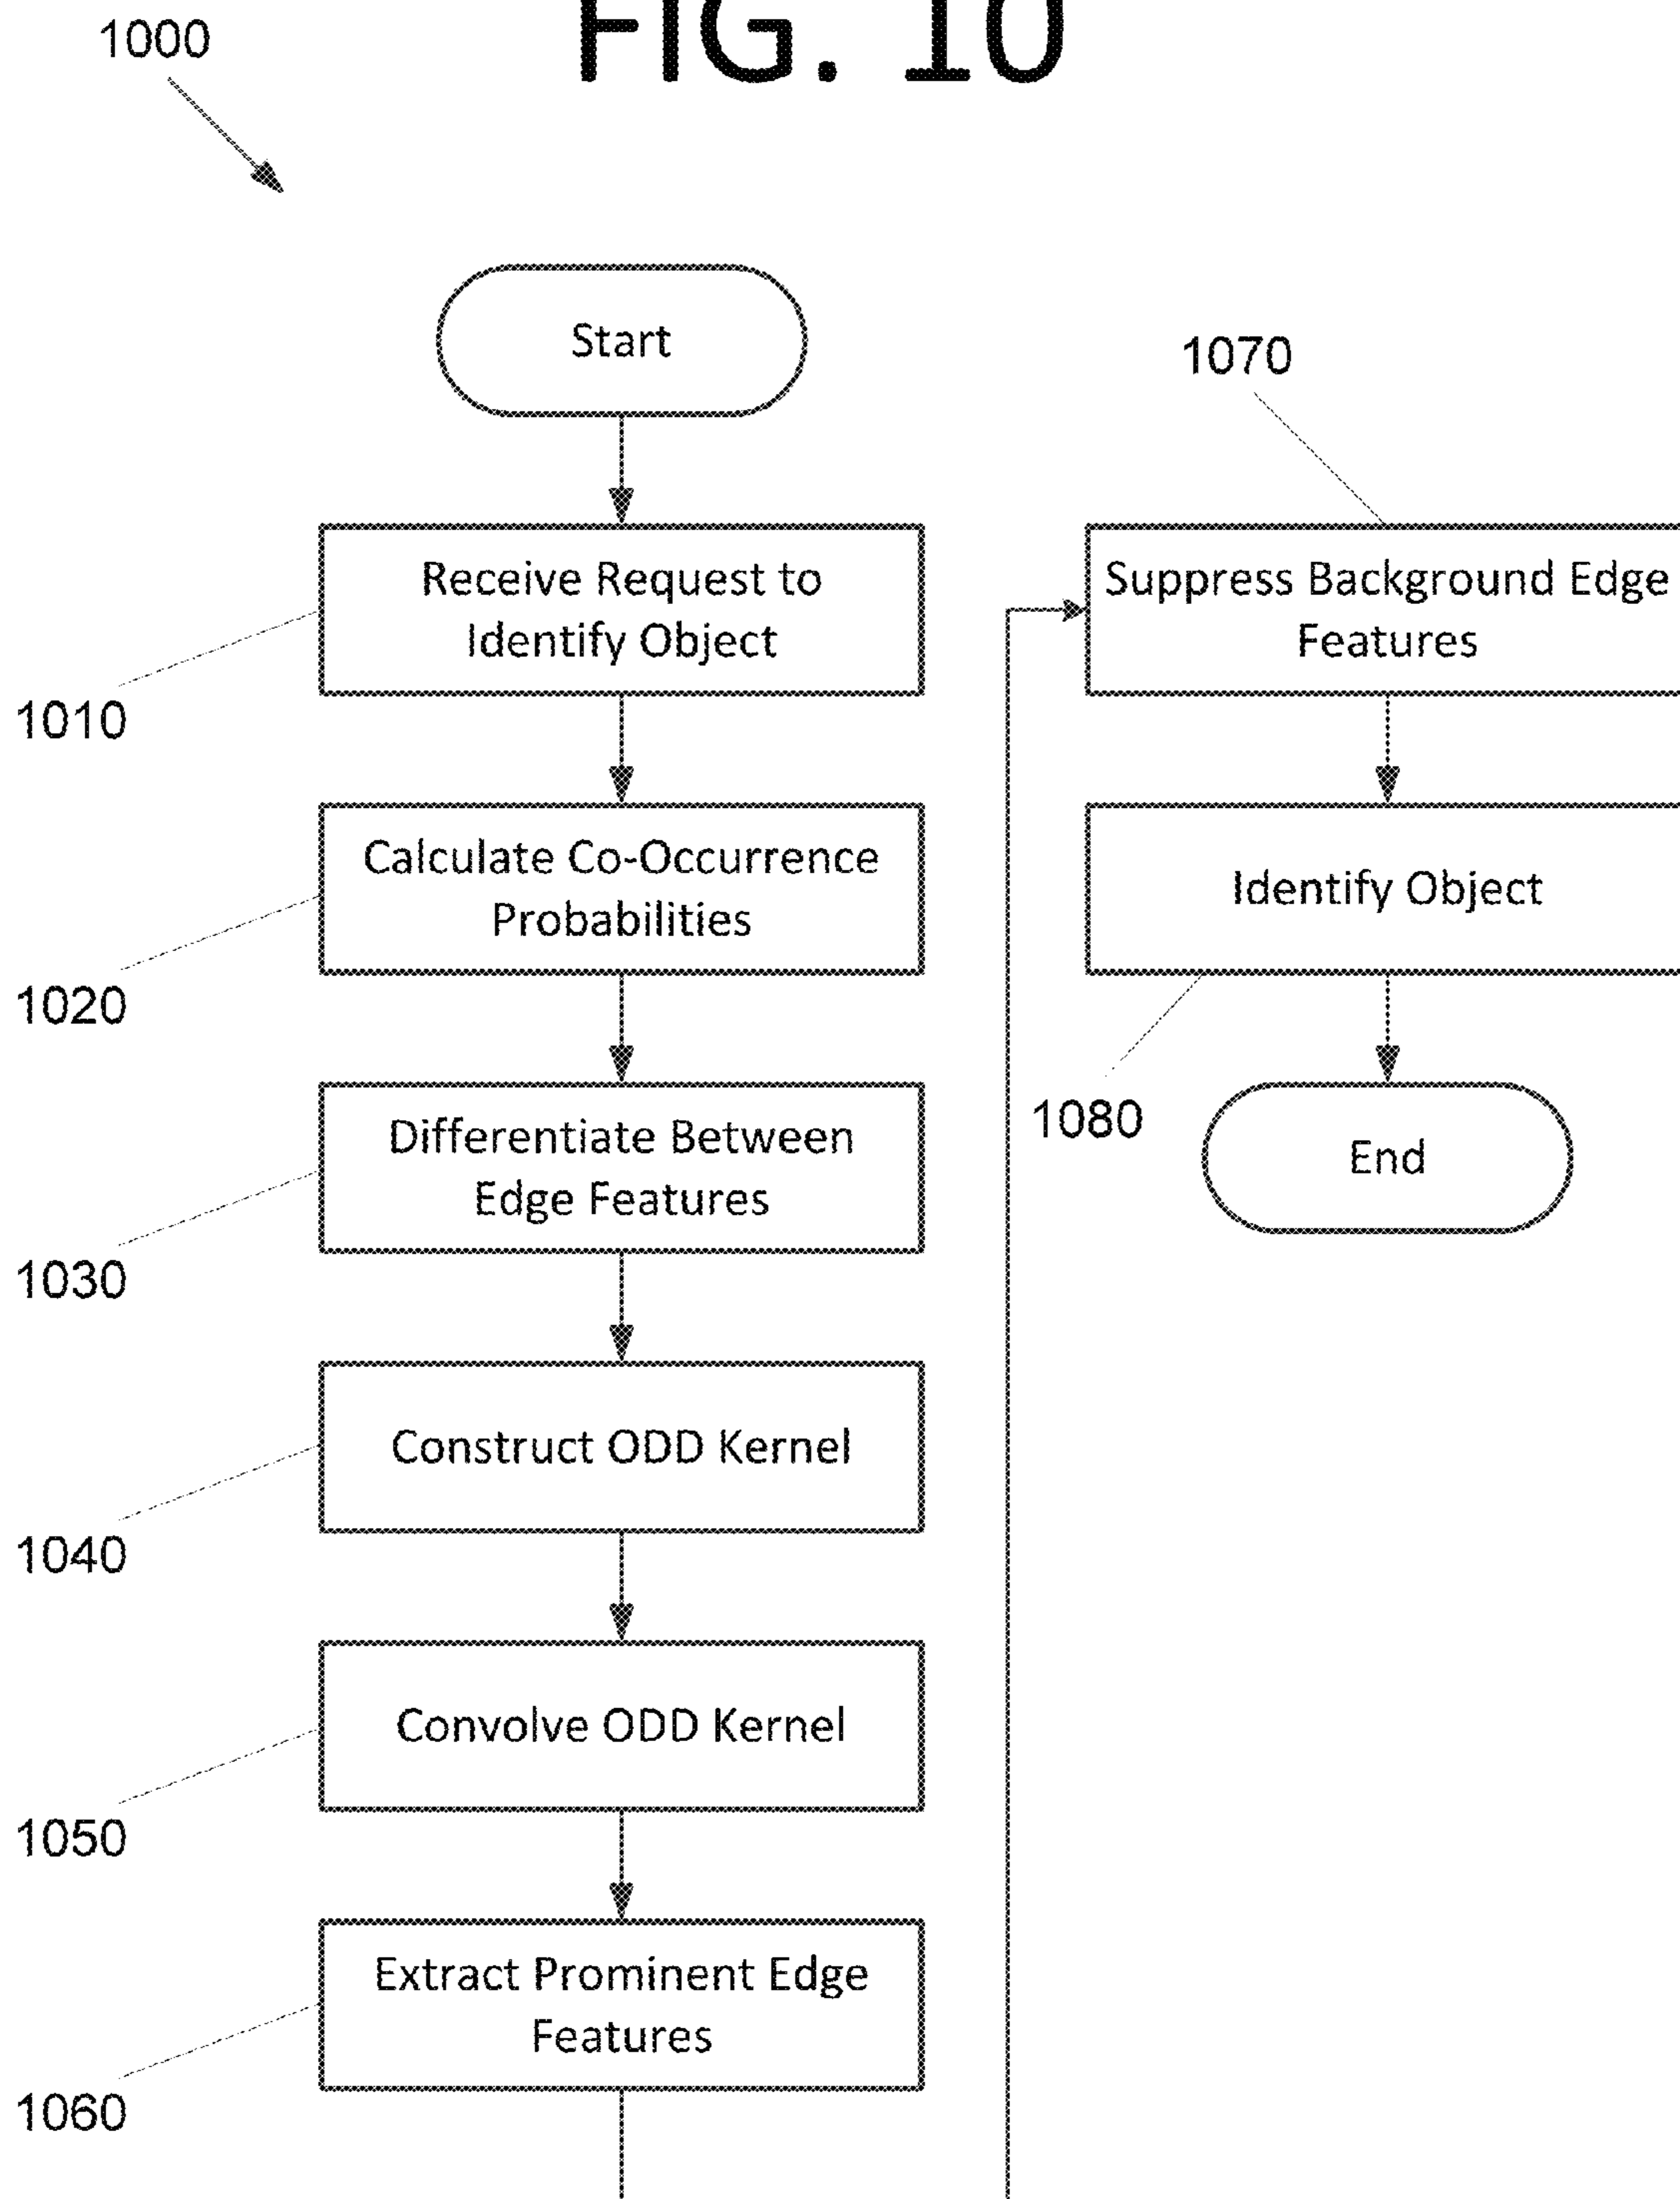 FIG. 10
1000
Start
Receive Request to
Identify Object
1010
Calculate Co-Occurrence
Probabilities
1020
Differentiate Between
Edge Features
1030
Construct ODD Kernel
1040
Convolve ODD Kernel
1050
Extract Prominent Edge
Features
1060
1070
Suppress Background Edge
Features
Identify Object
1080
End